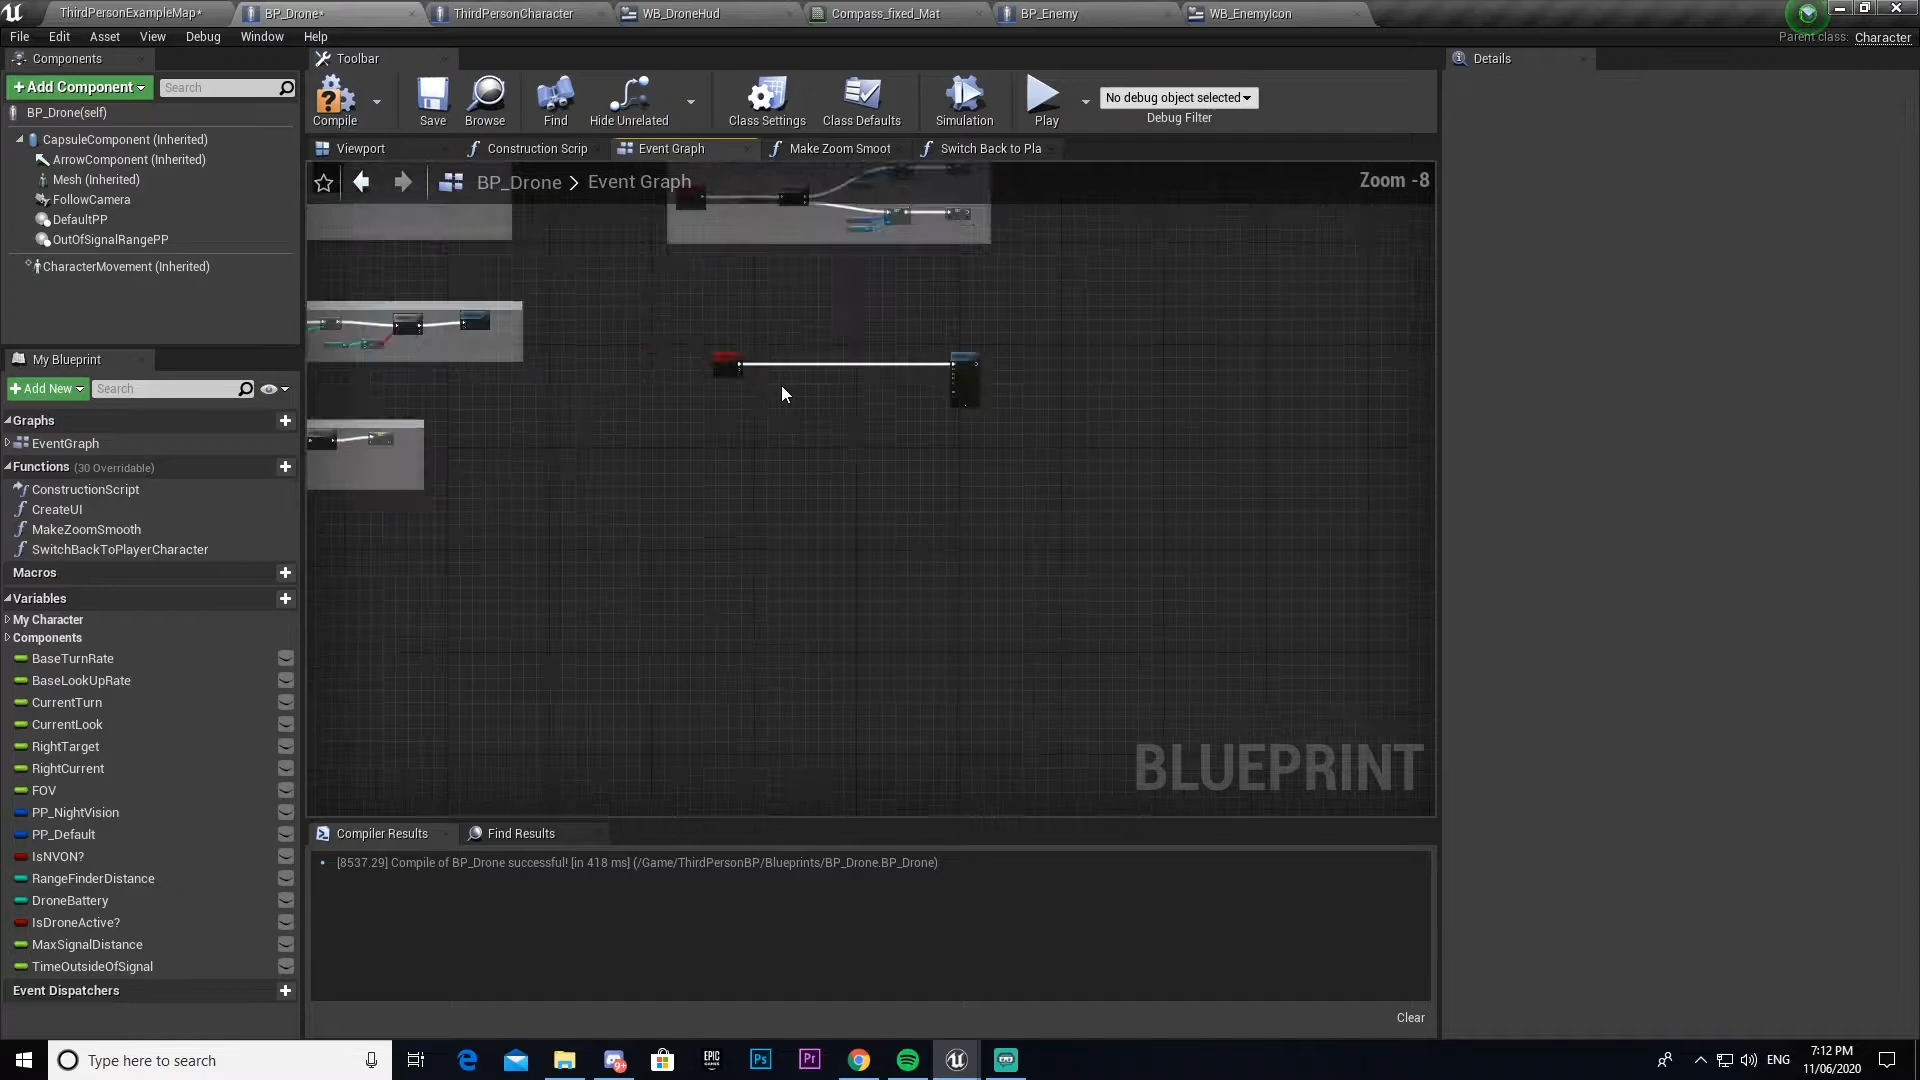 ThirdPersonExampleMap*
BP_Drone*
ThirdPersonCharacter
WB_DroneHud
Compass_fixed_Mat
BP_Enemy
WB_EnemyIcon
File Edit Asset View Debug Window Help
Parent class: Character
Components
Toolbar
Details
+Add Component
Search
BP_Drone(self)
CapsuleComponent (Inherited)
ArrowComponent (Inherited)
Mesh (Inherited)
FollowCamera
DefaultPP
OutOfSignalRangePP
CharacterMovement (Inherited)
Compile
Save
Browse
Find
Hide Unrelated
Class Settings
Class Defaults
Simulation
Play
No debug object selected
Debug Filter
Viewport
Construction Scrip
Event Graph
Make Zoom Smoot
Switch Back to Pla
BP_Drone > Event Graph
Zoom -8
BLUEPRINT
My Blueprint
+Add New
Search
Graphs
EventGraph
Functions (30 Overridable)
ConstructionScript
CreateUI
MakeZoomSmooth
SwitchBackToPlayerCharacter
Macros
Variables
My Character
Components
BaseTurnRate
BaseLookUpRate
CurrentTurn
CurrentLook
RightTarget
RightCurrent
FOV
PP_NightVision
PP_Default
IsNVON?
RangeFinderDistance
DroneBattery
IsDroneActive?
MaxSignalDistance
TimeOutsideOfSignal
Event Dispatchers
Compiler Results
Find Results
[8537.29] Compile of BP_Drone successful! [in 418 ms] (/Game/ThirdPersonBP/Blueprints/BP_Drone.BP_Drone)
Clear
Type here to search
EPIC
GAMES
Ps
Pr
9+
ENG
7:12 PM
11/06/2020